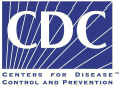 CDC
CENTERS FOR DISEASE™
CONTROL AND PREVENTION